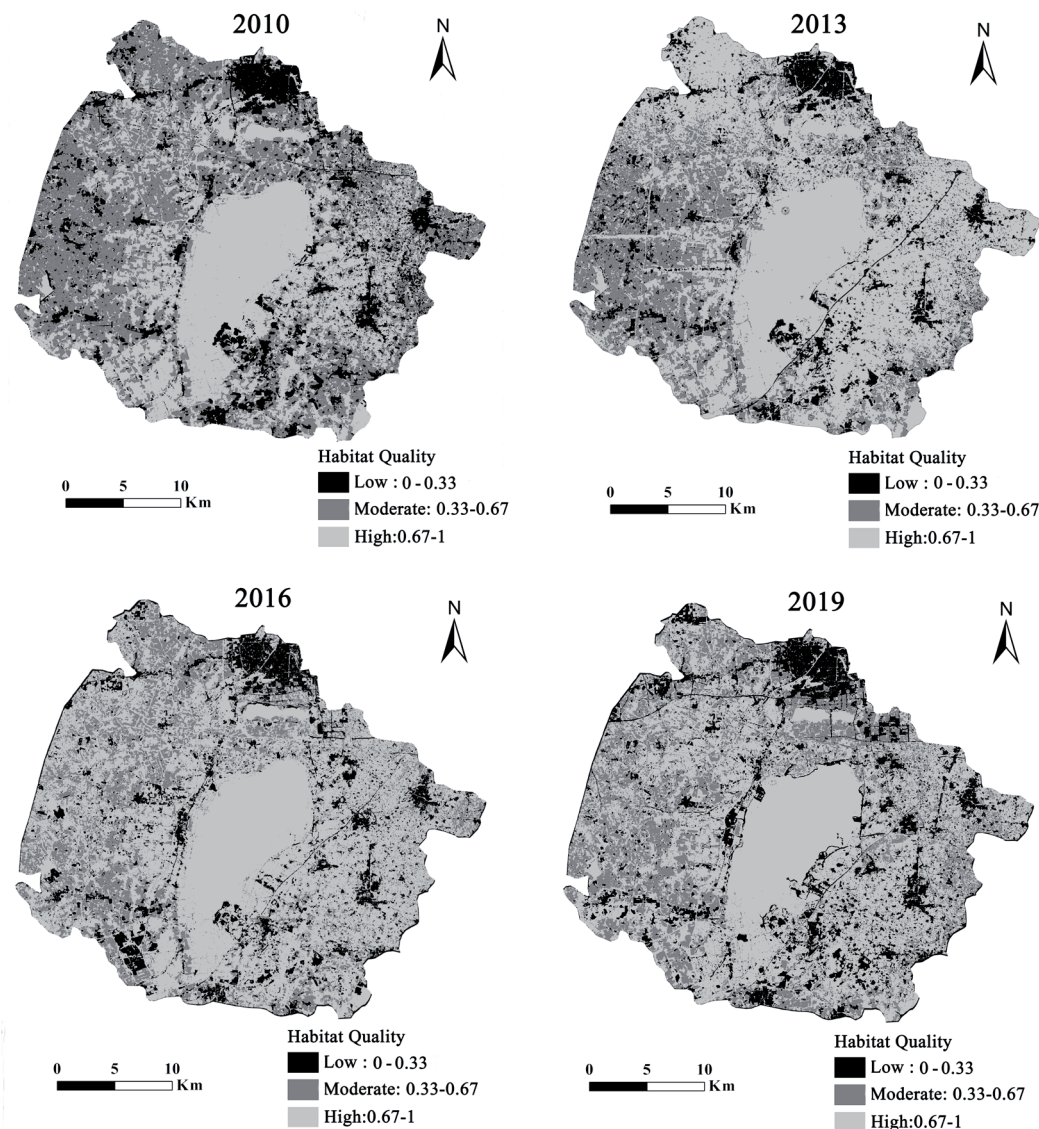 2010
N
Habitat Quality
Low : 0 - 0.33
Moderate: 0.33-0.67
High:0.67-1
0 5 10
Km
2013
N
Habitat Quality
Low : 0 - 0.33
Moderate: 0.33-0.67
High:0.67-1
0 5 10
Km
2016
N
Habitat Quality
Low : 0 - 0.33
Moderate: 0.33-0.67
High:0.67-1
0 5 10
Km
2019
N
Habitat Quality
Low : 0 - 0.33
Moderate: 0.33-0.67
High:0.67-1
0 5 10
Km